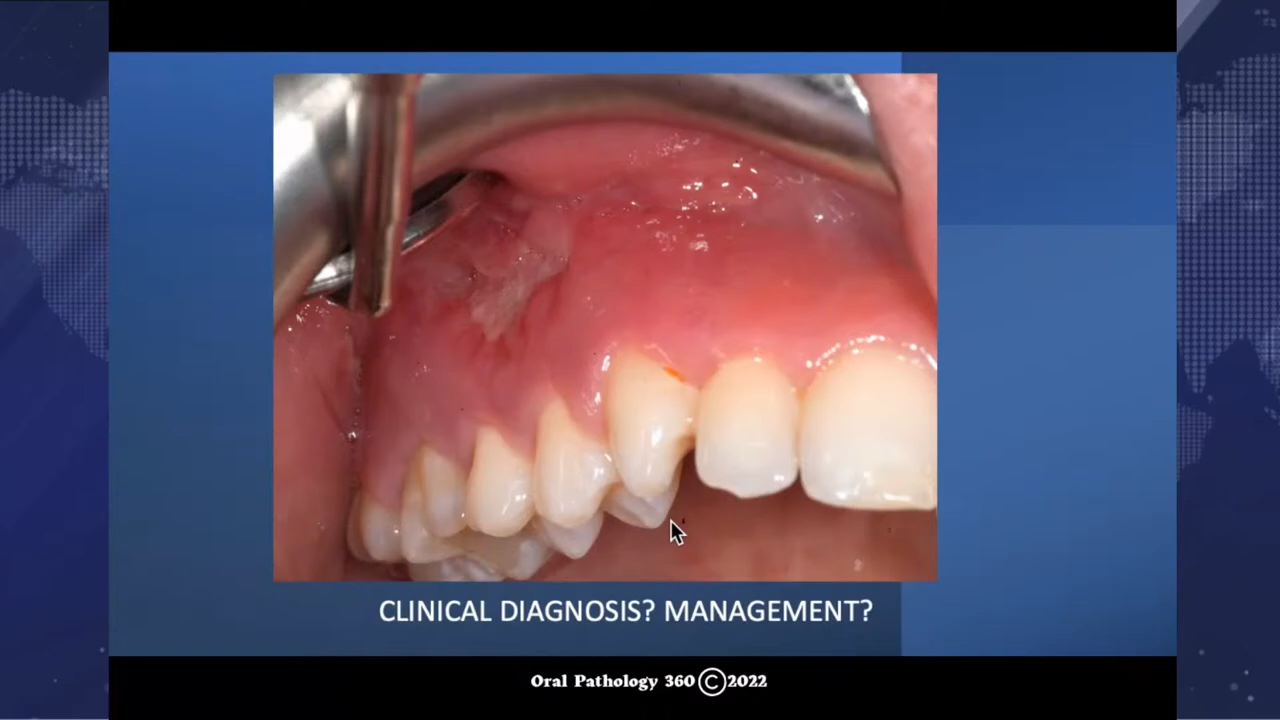 CLINICAL DIAGNOSIS? MANAGEMENT?
Oral Pathology 360 Ⓒ 2022